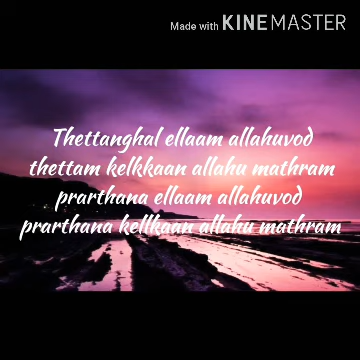 Made with KINEMASTER
Thettanghal ellaam allahuvod
thettam kelkkaan allahu mathram
prarthana ellaam allahuvod
prarthana kellkaan allahu mathram